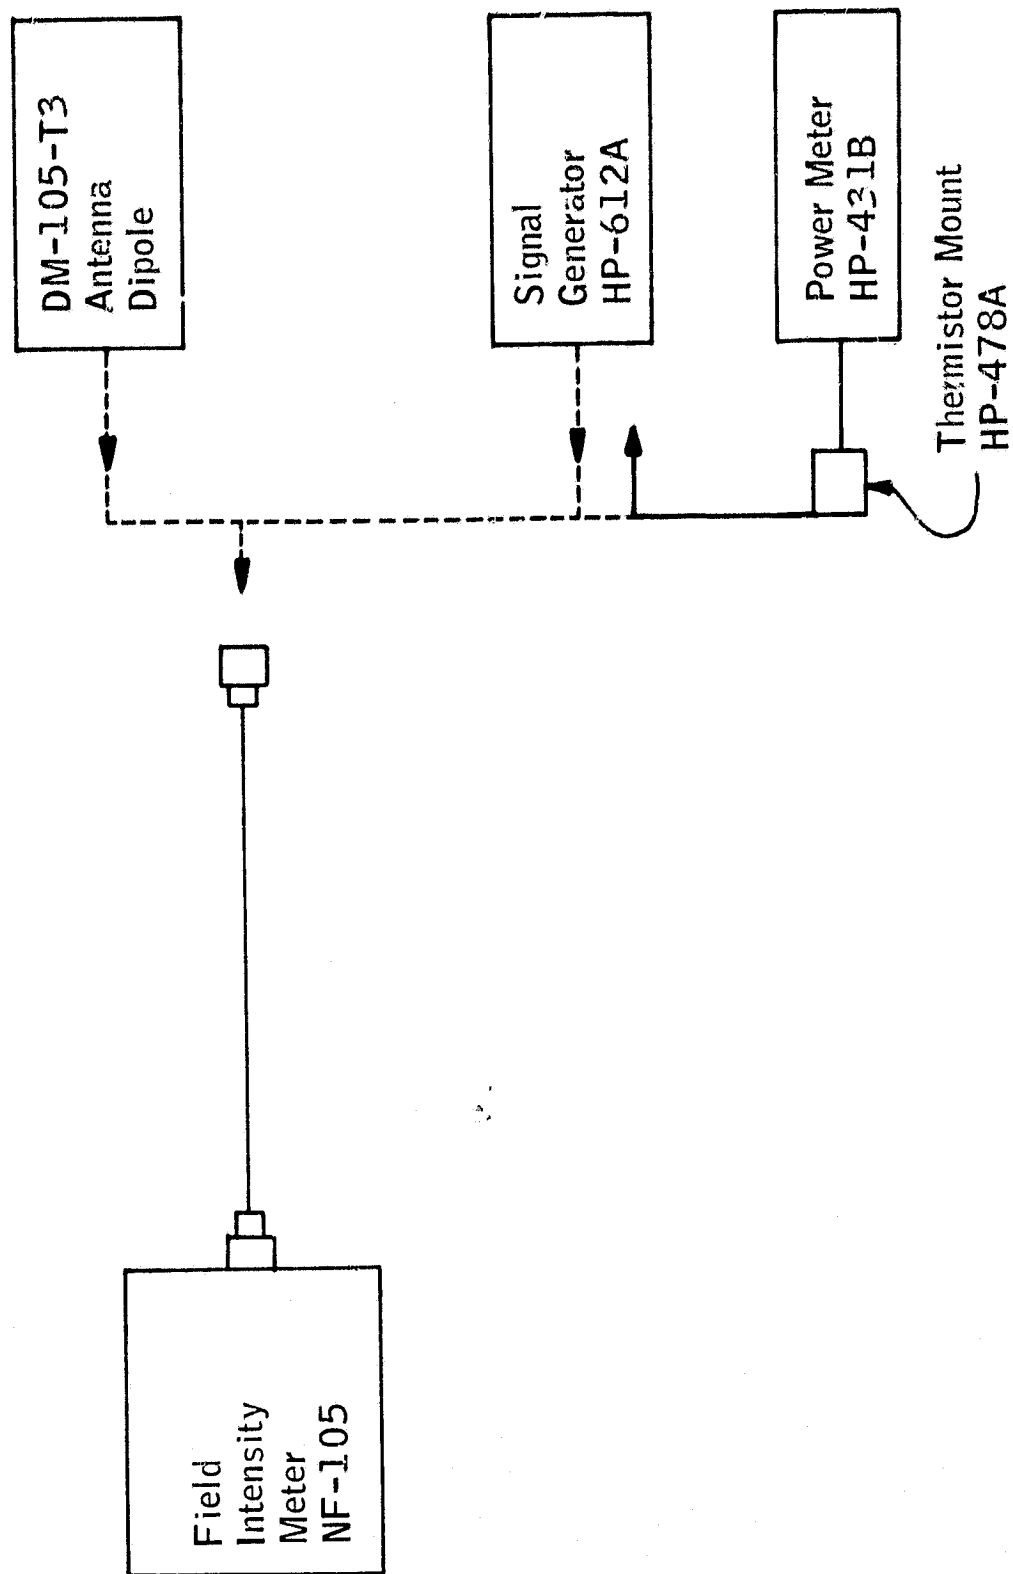 DM-105-T3
Antenna
Dipole
Signal
Generator
HP-612A
Power Meter
HP-431B
Thermistor Mount
HP-478A
Field
Intensity
Meter
NF-105